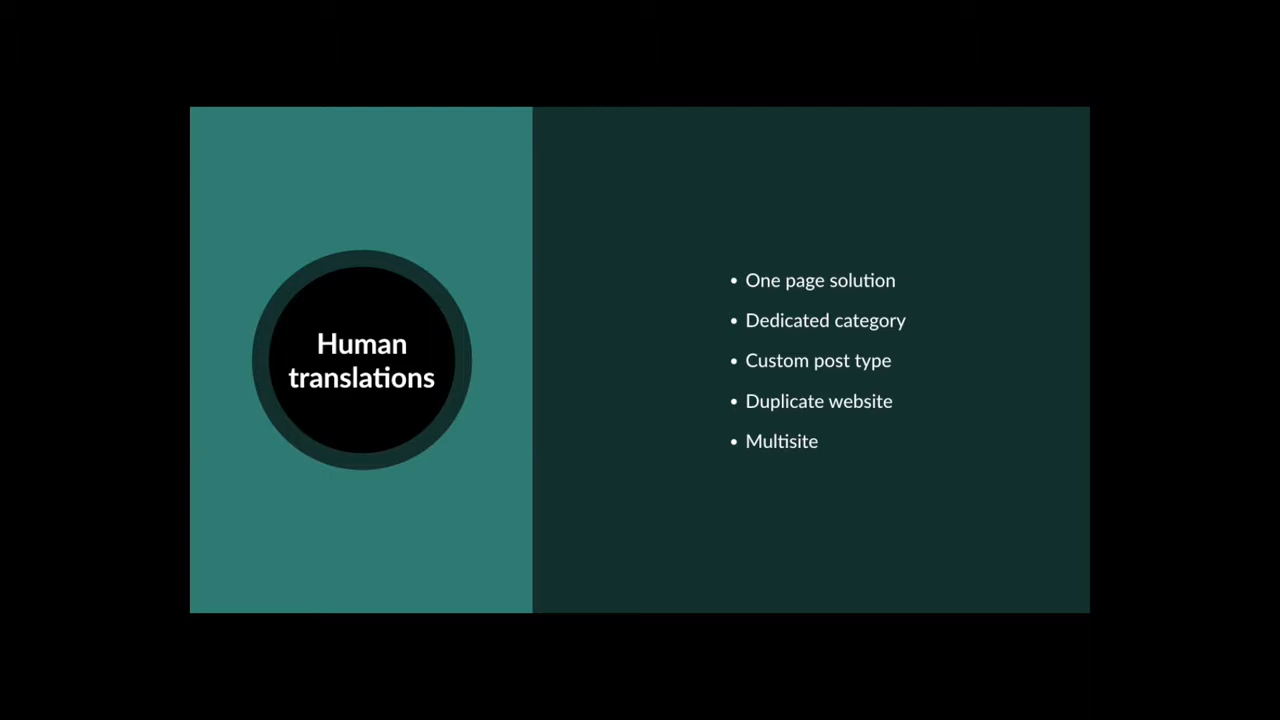 Human
translations
• One page solution
• Dedicated category
• Custom post type
• Duplicate website
• Multisite